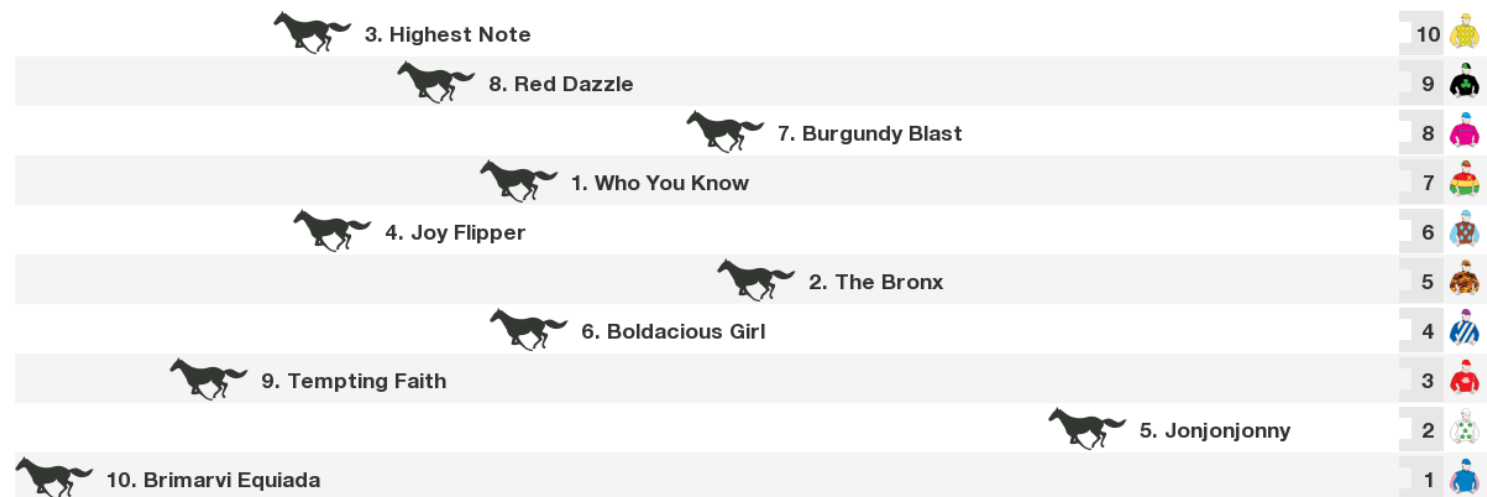 3. Highest Note 10
8. Red Dazzle 9
7. Burgundy Blast 8
1. Who You Know 7
4. Joy Flipper 6
2. The Bronx 5
6. Boldacious Girl 4
9. Tempting Faith 3
5. Jonjonjonny 2
10. Brimarvi Equiada 1